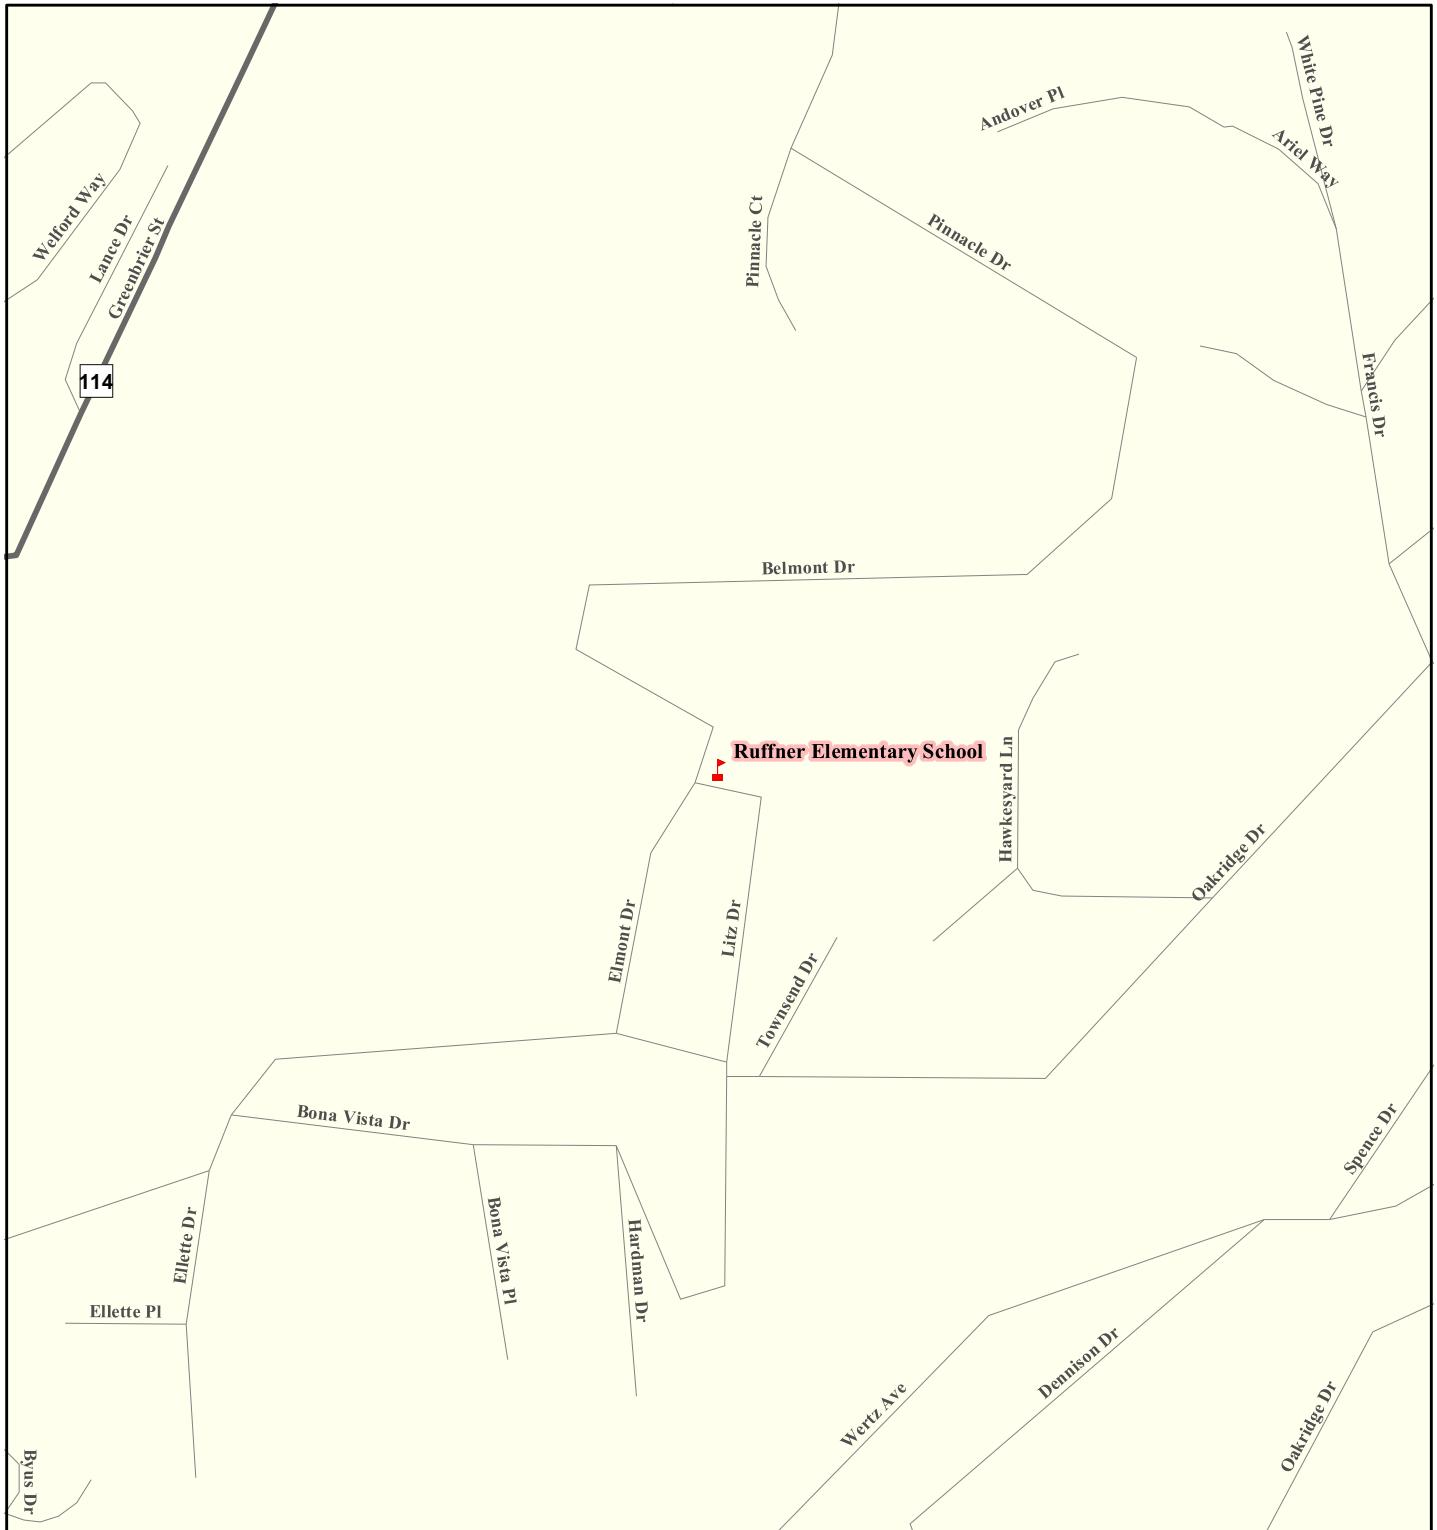 White Pine Dr
Andover Pl
Ariel Way
Welford Way
Lance Dr
Greenbrier St
Pinnacle Ct
Pinnacle Dr
114
Francis Dr
Belmont Dr
Ruffner Elementary School
Hawkesyard Ln
Oakridge Dr
Elmont Dr
Litz Dr
Townsend Dr
Bona Vista Dr
Spence Dr
Ellette Dr
Bona Vista Pl
Hardman Dr
Ellette Pl
Dennison Dr
Wertz Ave
Oakridge Dr
Byus Dr